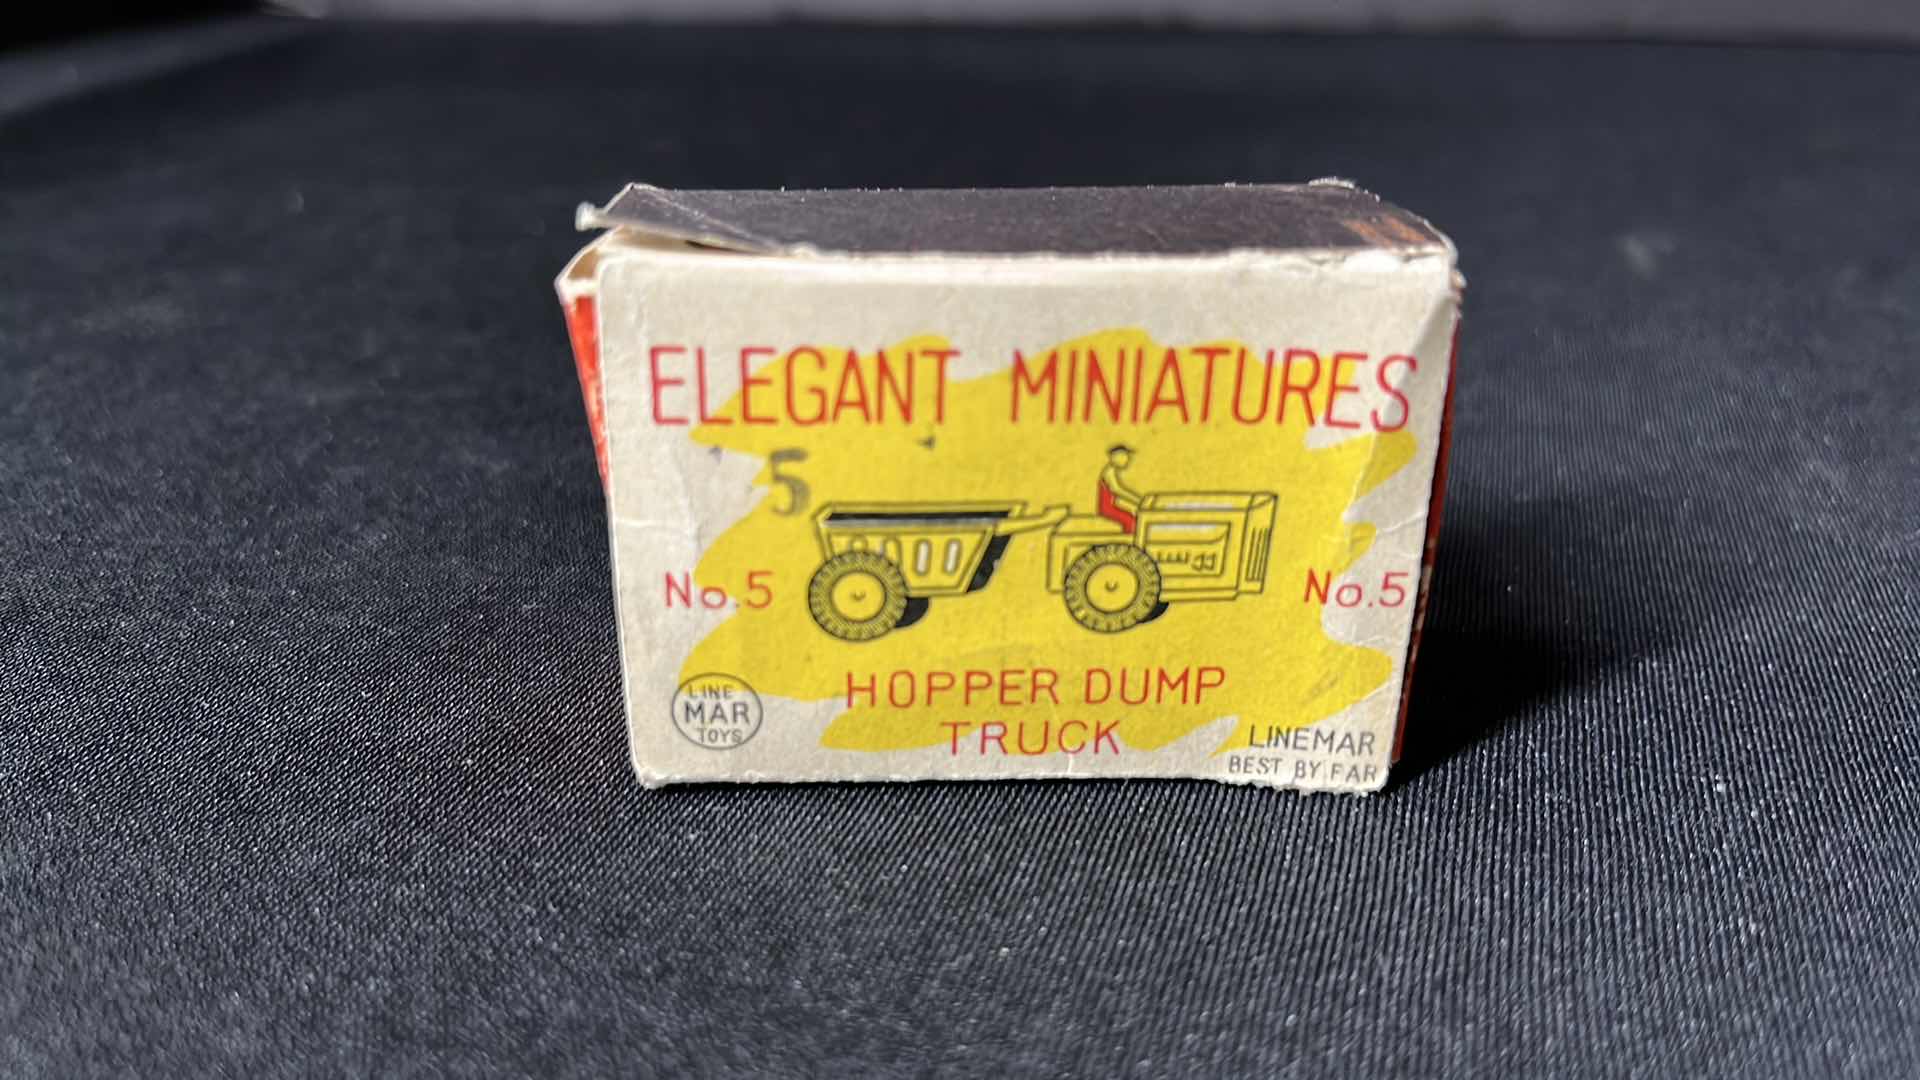 ELEGANT MINIATURES
5
No.5
No.5
HOPPER DUMP
TRUCK
LINE
MAR
TOYS
LINEMAR
BEST BY FAR